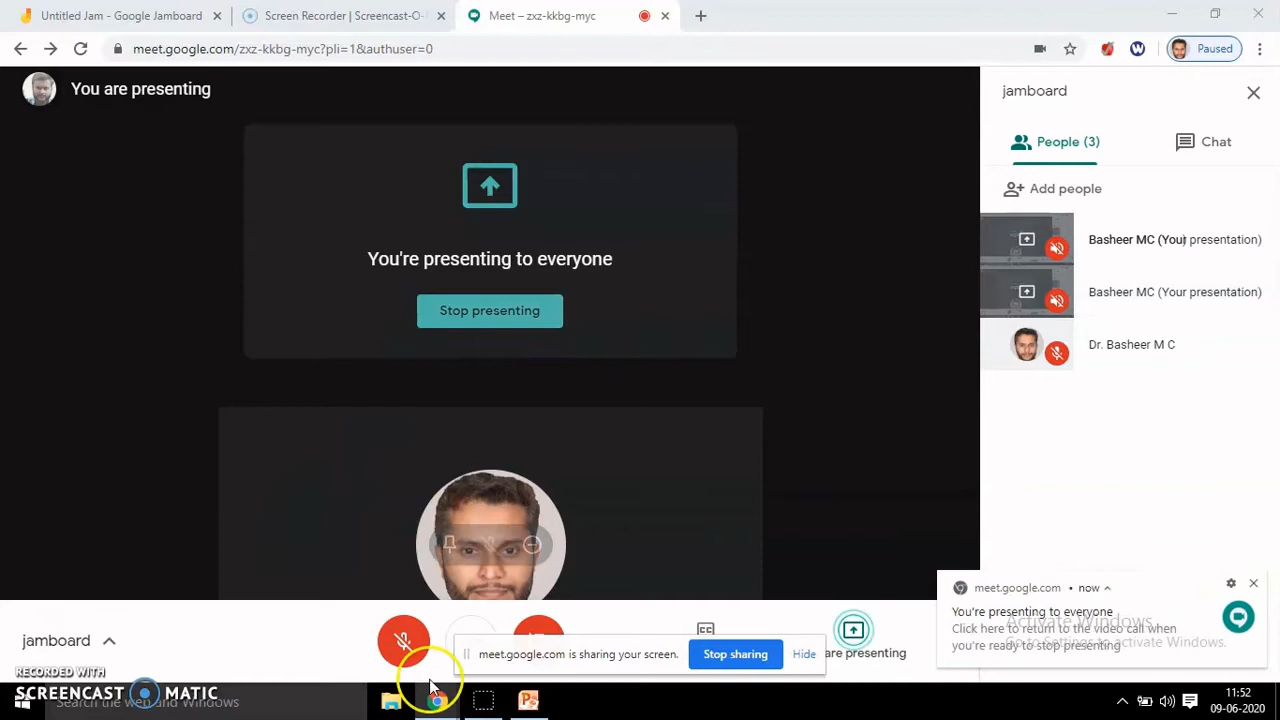 Untitled Jam - Google Jamboard
Screen Recorder | Screencast-O-
Meet – zxz-kkbg-myc
meet.google.com/zxz-kkbg-myc?pli=1&authuser=0
Paused
You are presenting
jamboard
People (3)
Chat
Add people
You're presenting to everyone
Stop presenting
Basheer MC (Your presentation)
Basheer MC (Your presentation)
Dr. Basheer M C
meet.google.com • now
You're presenting to everyone
Click here to return to the video call when
you're ready to stop presenting
Activate Windows
Go to Settings to activate Windows.
jamboard
meet.google.com is sharing your screen.
Stop sharing
Hide
are presenting
RECORDED WITH
SCREENCAST MATIC
Search the web and Windows
11:52
09-06-2020